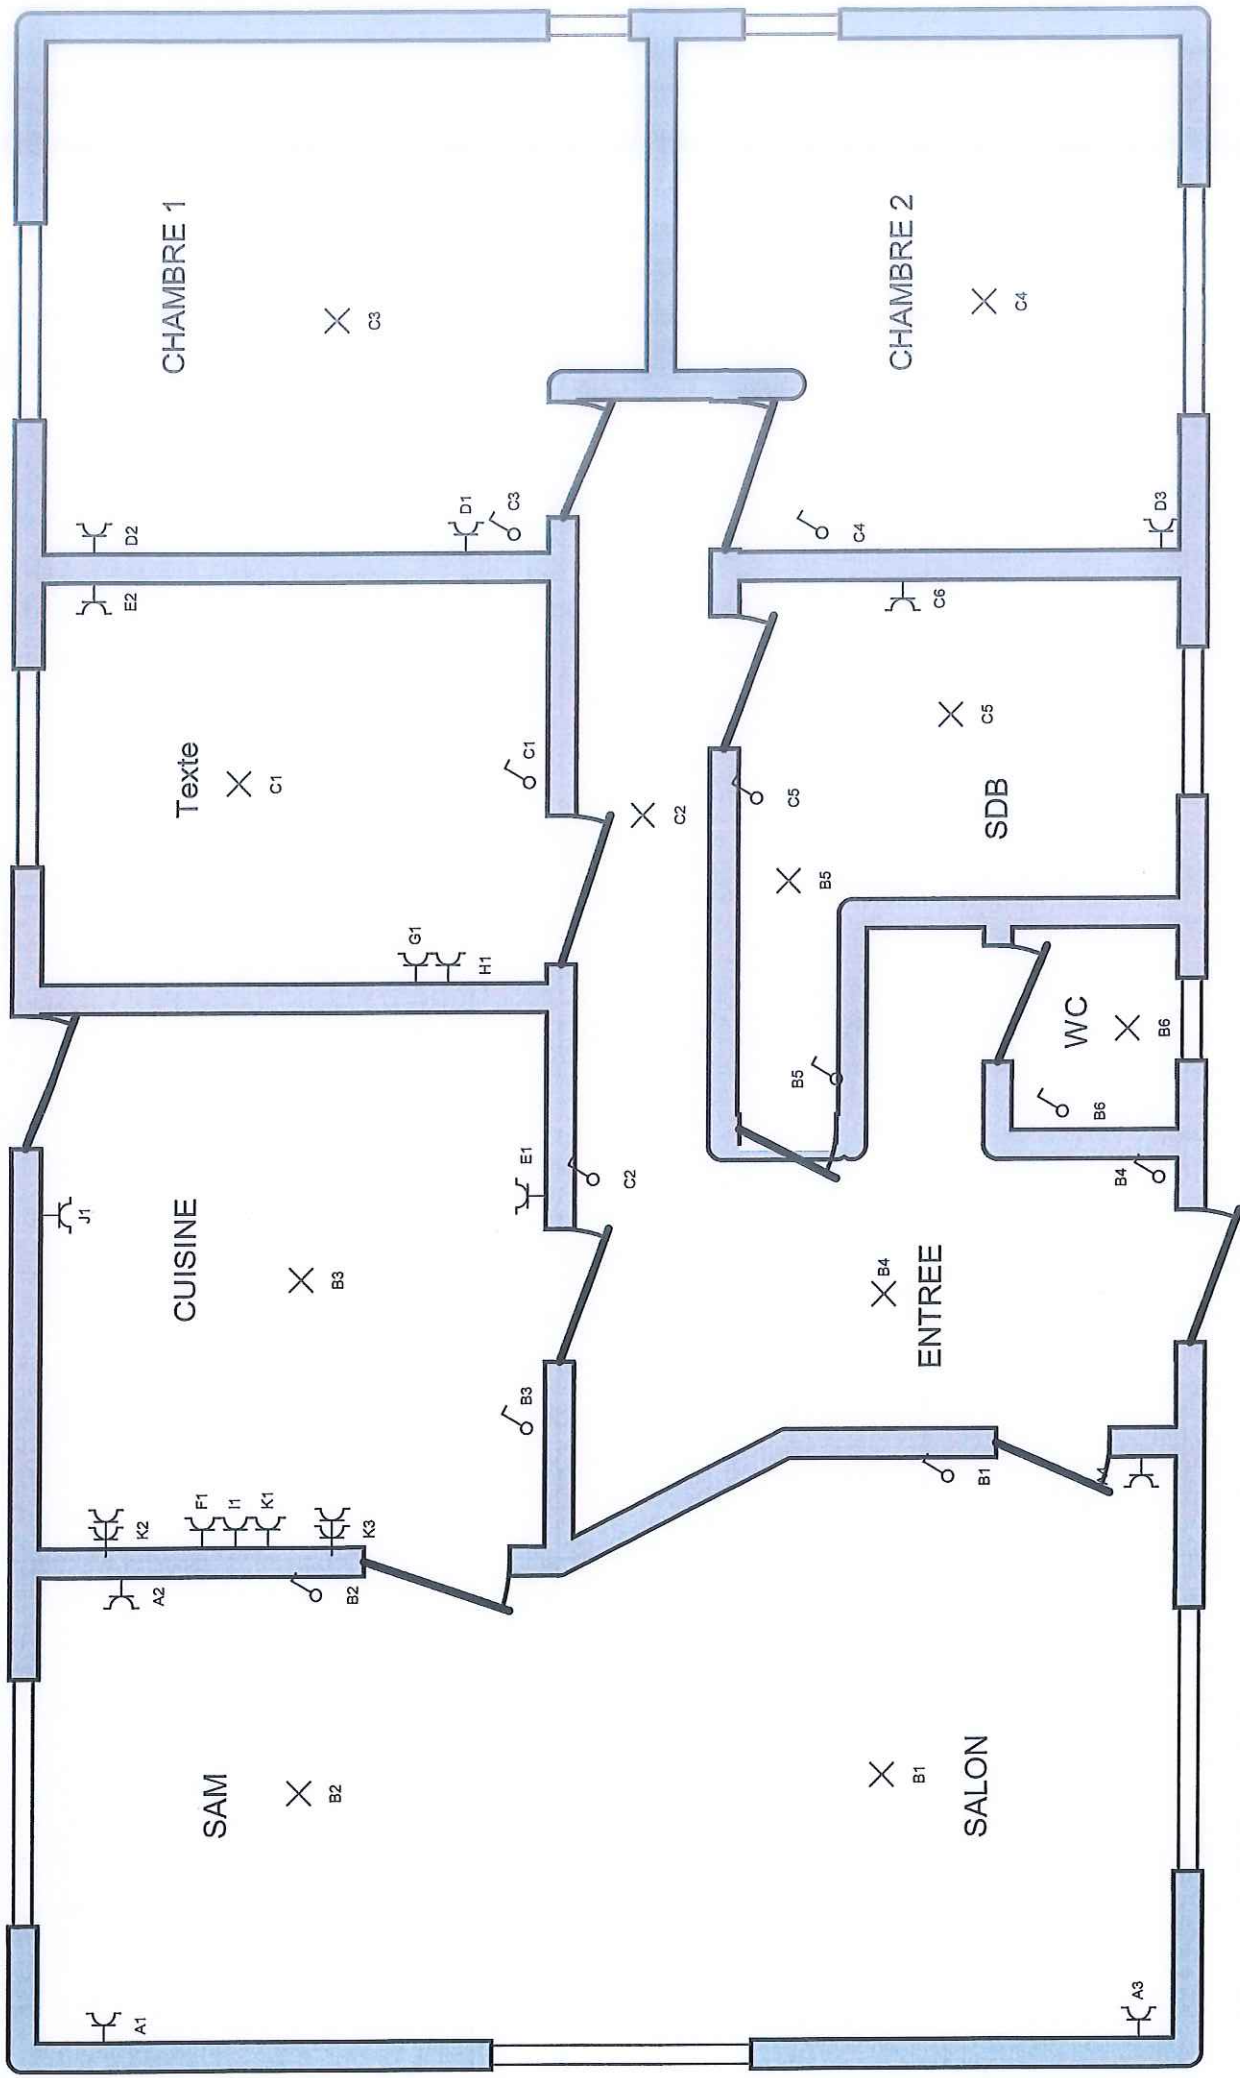 CHAMBRE 1
C3
D2
D1
C3
CHAMBRE 2
C4
C4
D3
E2
Texte
C1
C1
G1
H1
C2
C6
C5
SDB
C5
B5
B5
WC
B6
B6
B4
J1
CUISINE
B3
E1
C2
B3
B4
ENTREE
K2
F1
I1
K1
K3
A2
B2
B1
SAM
B2
B1
SALON
A1
A3